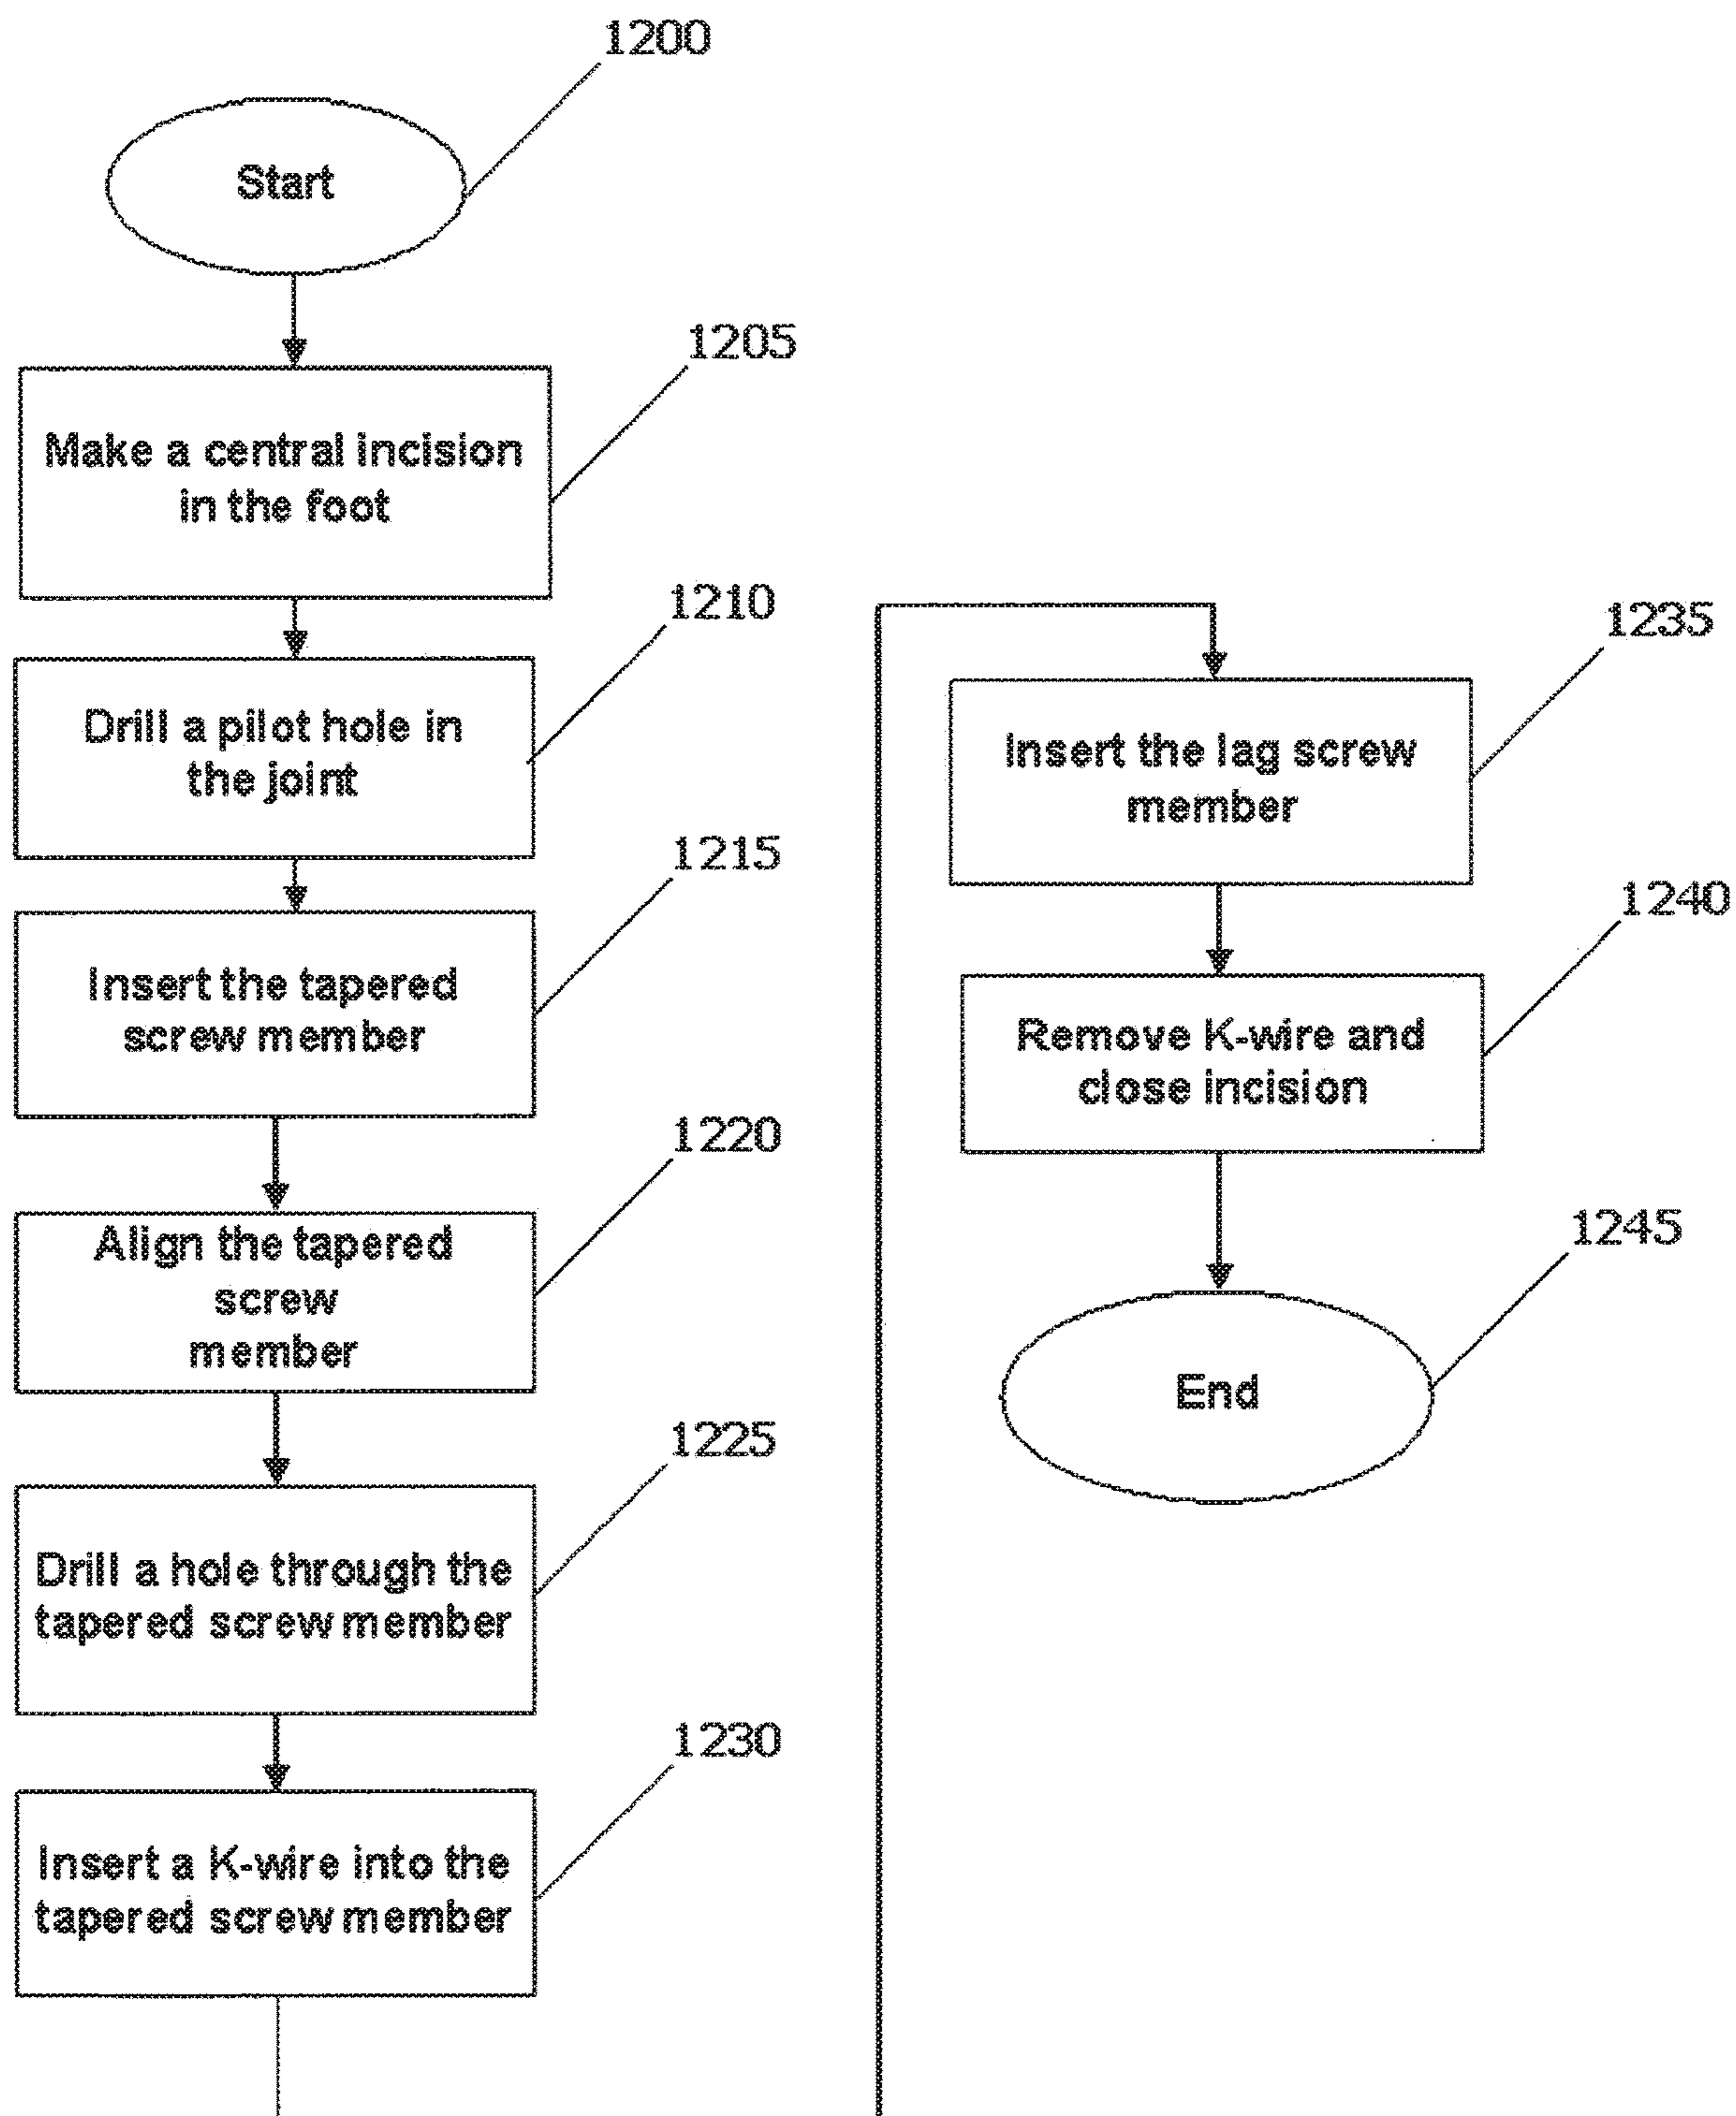 1200
Start
1205
Make a central incision
in the foot
1210
Drill a pilot hole in
the joint
1215
Insert the tapered
screw member
1220
Align the tapered
screw
member
1225
Drill a hole through the
tapered screw member
1230
Insert a K-wire into the
tapered screw member
1235
Insert the lag screw
member
1240
Remove K-wire and
close incision
1245
End